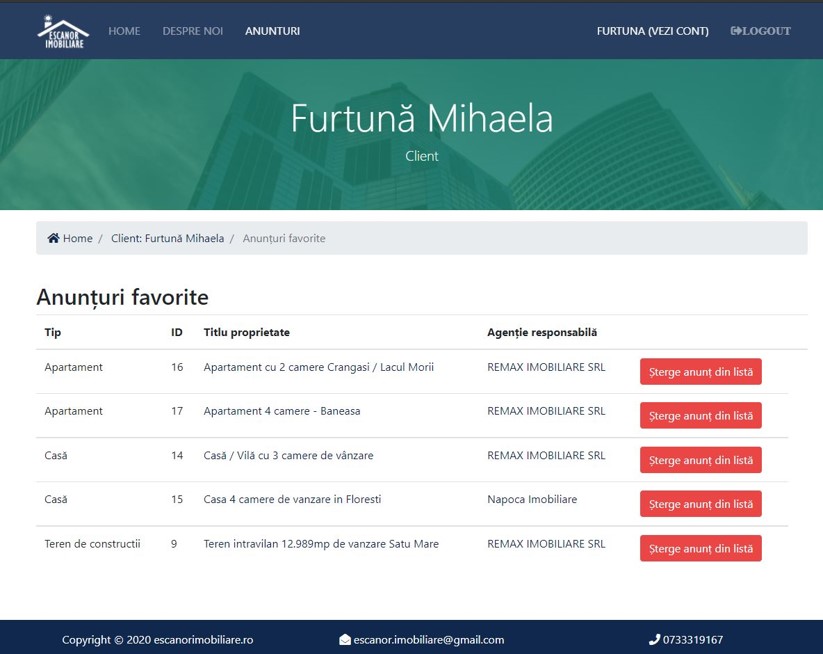 ESCANOR
IMOBILIARE
HOME DESPRE NOI ANUNTURI FURTUNA (VEZI CONT) LOGOUT
Furtună Mihaela
Client
Home / Client: Furtună Mihaela / Anunțuri favorite
Anunțuri favorite
Tip ID Titlu proprietate Agenție responsabilă
Apartament 16 Apartament cu 2 camere Crangasi / Lacul Morii REMAX IMOBILIARE SRL Șterge anunț din listă
Apartament 17 Apartament 4 camere - Baneasa REMAX IMOBILIARE SRL Șterge anunț din listă
Casă 14 Casă / Vilă cu 3 camere de vânzare REMAX IMOBILIARE SRL Șterge anunț din listă
Casă 15 Casa 4 camere de vanzare in Floresti Napoca Imobiliare Șterge anunț din listă
Teren de constructii 9 Teren intravilan 12.989mp de vanzare Satu Mare REMAX IMOBILIARE SRL Șterge anunț din listă
Copyright © 2020 escanorimobiliare.ro escanor.imobiliare@gmail.com 0733319167